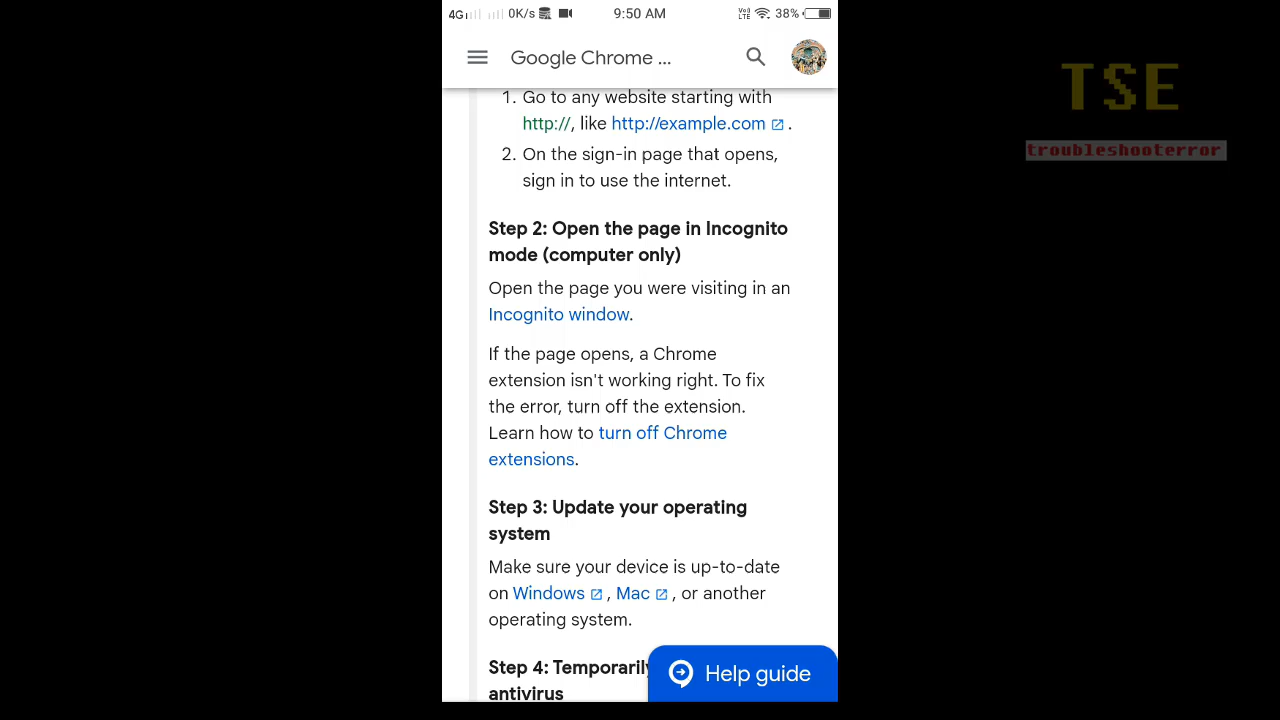 4G 0K/s 9:50 AM VoD LTE 38%
Google Chrome ...
TSE
troubleshooterror
1. Go to any website starting with
http://, like http://example.com .
2. On the sign-in page that opens,
sign in to use the internet.
Step 2: Open the page in Incognito
mode (computer only)
Open the page you were visiting in an
Incognito window.
If the page opens, a Chrome
extension isn't working right. To fix
the error, turn off the extension.
Learn how to turn off Chrome
extensions.
Step 3: Update your operating
system
Make sure your device is up-to-date
on Windows , Mac , or another
operating system.
Step 4: Temporarily
antivirus
Help guide